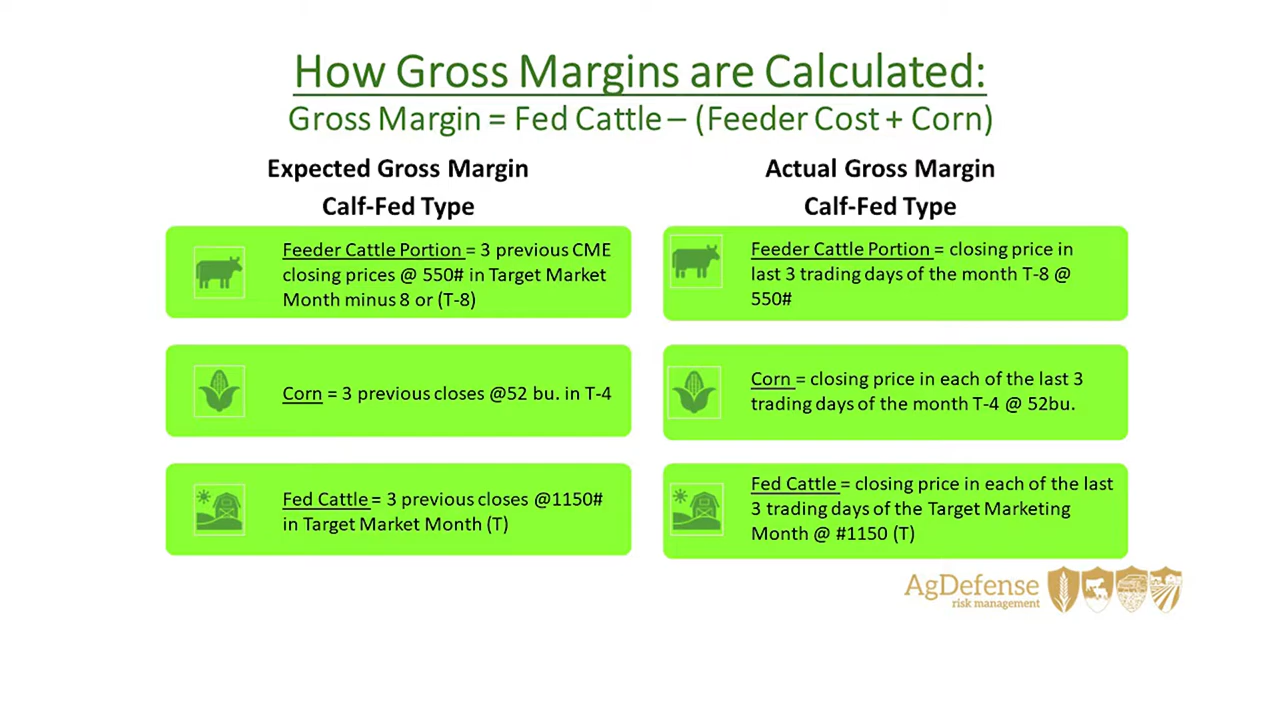 How Gross Margins are Calculated:
Gross Margin = Fed Cattle – (Feeder Cost + Corn)
Expected Gross Margin
Calf-Fed Type
Feeder Cattle Portion = 3 previous CME
closing prices @ 550# in Target Market
Month minus 8 or (T-8)
Corn = 3 previous closes @52 bu. in T-4
Fed Cattle = 3 previous closes @1150#
in Target Market Month (T)
Actual Gross Margin
Calf-Fed Type
Feeder Cattle Portion = closing price in
last 3 trading days of the month T-8 @
550#
Corn = closing price in each of the last 3
trading days of the month T-4 @ 52bu.
Fed Cattle = closing price in each of the last
3 trading days of the Target Marketing
Month @ #1150 (T)
AgDefense
risk management